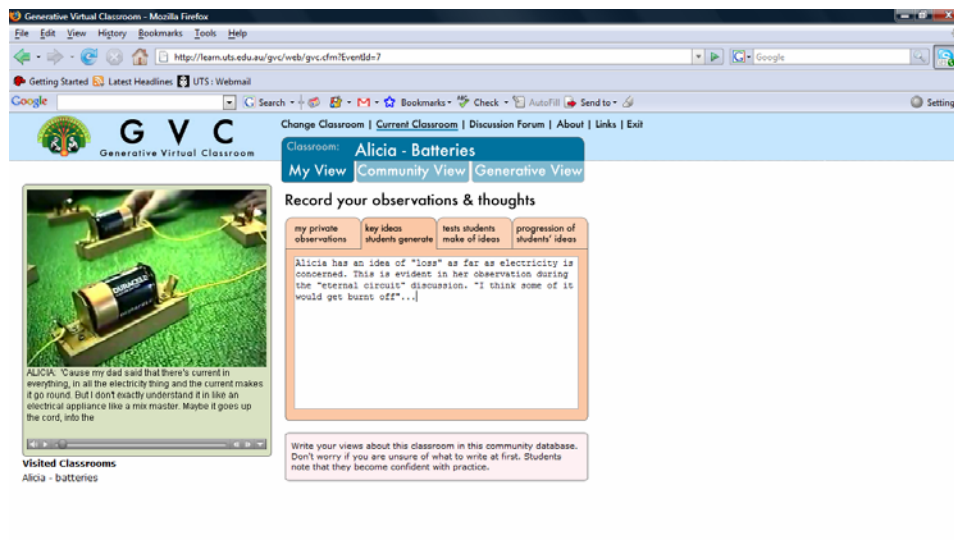 Generative Virtual Classroom - Mozilla Firefox
File Edit View History Bookmarks Tools Help
http://learn.uts.edu.au/gvc/web/gvc.cfm?EventId=7
Google
Getting Started Latest Headlines UTS : Webmail
Google Search Bookmarks Check AutoFill Send to Setting
G V C
Generative Virtual Classroom
Change Classroom | Current Classroom | Discussion Forum | About | Links | Exit
Classroom: Alicia - Batteries
My View Community View Generative View
Record your observations & thoughts
my private observations
key ideas students generate
tests students make of ideas
progression of students' ideas
Alicia has an idea of "loss" as far as electricity is
concerned. This is evident in her observation during
the "eternal circuit" discussion. "I think some of it
would get burnt off"...
DURACELL
ALICIA: 'Cause my dad said that there's current in
everything, in all the electricity thing and the current makes
it go round. But I don't exactly understand it in like an
electrical appliance like a mix master. Maybe it goes up
the cord, into the
Write your views about this classroom in this community database.
Don't worry if you are unsure of what to write at first. Students
note that they become confident with practice.
Visited Classrooms
Alicia - batteries